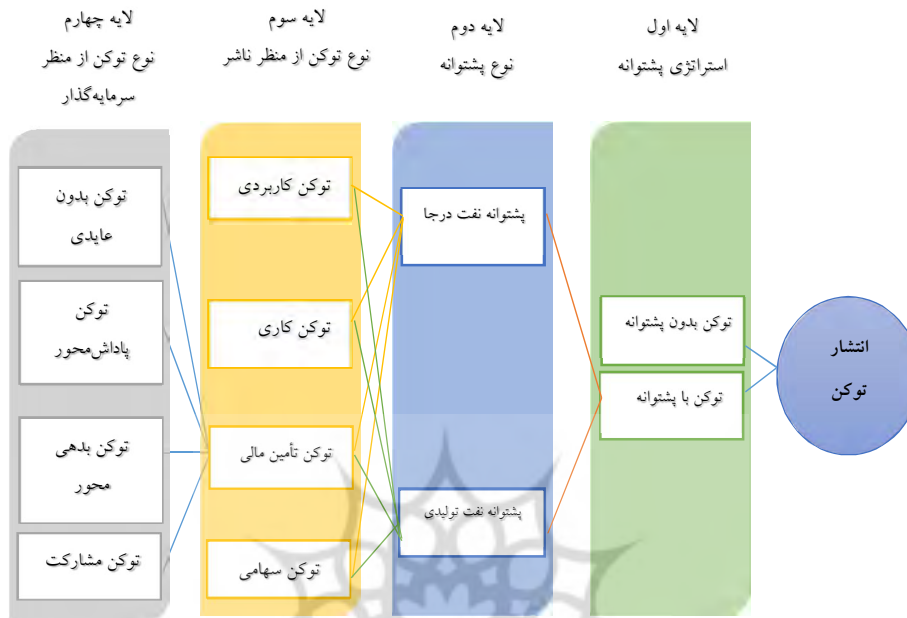 لایه اول
استراتژی پشتوانه
لایه دوم
نوع پشتوانه
لایه سوم
نوع توکن از منظر ناشر
لایه چهارم
نوع توکن از منظر
سرمایه‌گذار
انتشار
توکن
توکن بدون پشتوانه
توکن با پشتوانه
پشتوانه نفت درجا
پشتوانه نفت تولیدی
توکن کاربردی
توکن کاری
توکن تأمین مالی
توکن سهامی
توکن بدون
عایدی
توکن
پاداش‌محور
توکن بدهی
محور
توکن مشارکت